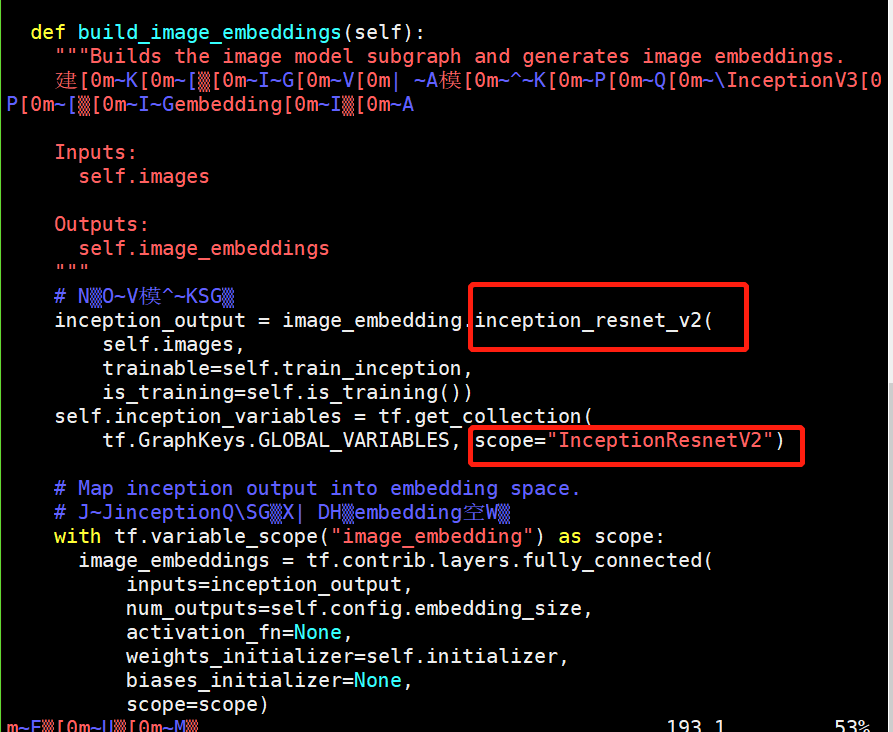 def build_image_embeddings(self):
"""Builds the image model subgraph and generates image embeddings.
建[0m~K[0m~[▒[0m~I~G[0m~V[0m| ~A模[0m~^~K[0m~P[0m~Q[0m~\InceptionV3[0
P[0m~[▒[0m~I~Gembedding[0m~I▒[0m~A
Inputs:
self.images
Outputs:
self.image_embeddings
"""
# N▒O~V模^~KSG▒
inception_output = image_embedding.inception_resnet_v2(
self.images,
trainable=self.train_inception,
is_training=self.is_training())
self.inception_variables = tf.get_collection(
tf.GraphKeys.GLOBAL_VARIABLES, scope="InceptionResnetV2")
# Map inception output into embedding space.
# J~JinceptionQ\SG▒X| DH▒embedding空W▒
with tf.variable_scope("image_embedding") as scope:
image_embeddings = tf.contrib.layers.fully_connected(
inputs=inception_output,
num_outputs=self.config.embedding_size,
activation_fn=None,
weights_initializer=self.initializer,
biases_initializer=None,
scope=scope)
193,1 53%